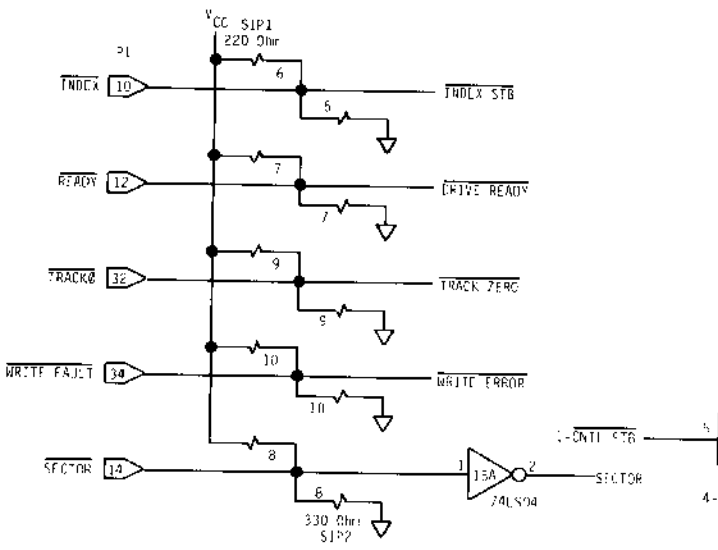 VCC SIP1
220 Ohm
P1
6
INDEX 10 INDEX STB
6
7
READY 12 DRIVE READY
7
9
TRACK0 32 TRACK ZERO
9
10
WRITE FAULT 34 WRITE ERROR
10
5
8
SECTOR 14 1 2 SECTOR
74LS04
8
330 Ohm
SIP2
4-